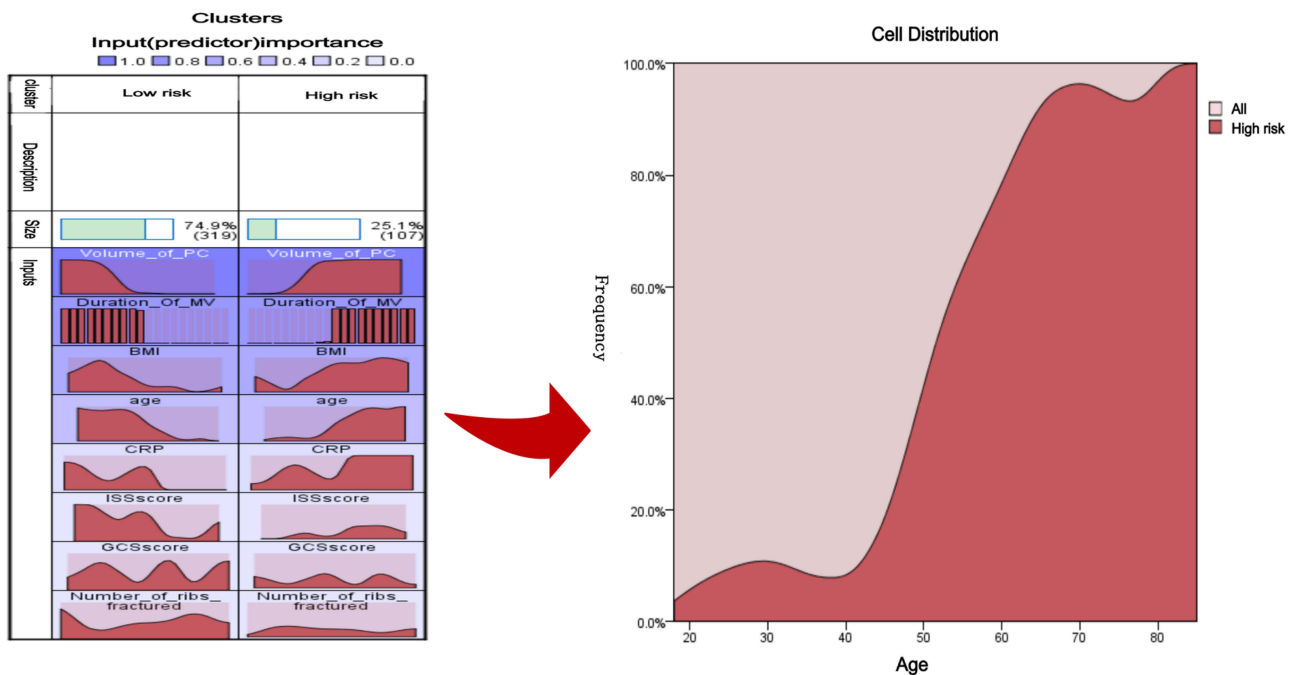 Clusters
Input(predictor)importance
1.0 0.8 0.6 0.4 0.2 0.0
cluster Low risk High risk
Description
Size 74.9% (319) 25.1% (107)
Inputs
Volume_of_PC Volume_of_PC
Duration_Of_MV Duration_Of_MV
BMI BMI
age age
CRP CRP
ISSscore ISSscore
GCSscore GCSscore
Number_of_ribs_ Number_of_ribs_
fractured fractured
Cell Distribution
100.0%
80.0%
60.0%
40.0%
20.0%
0.0%
Frequency
20 30 40 50 60 70 80
Age
All
High risk